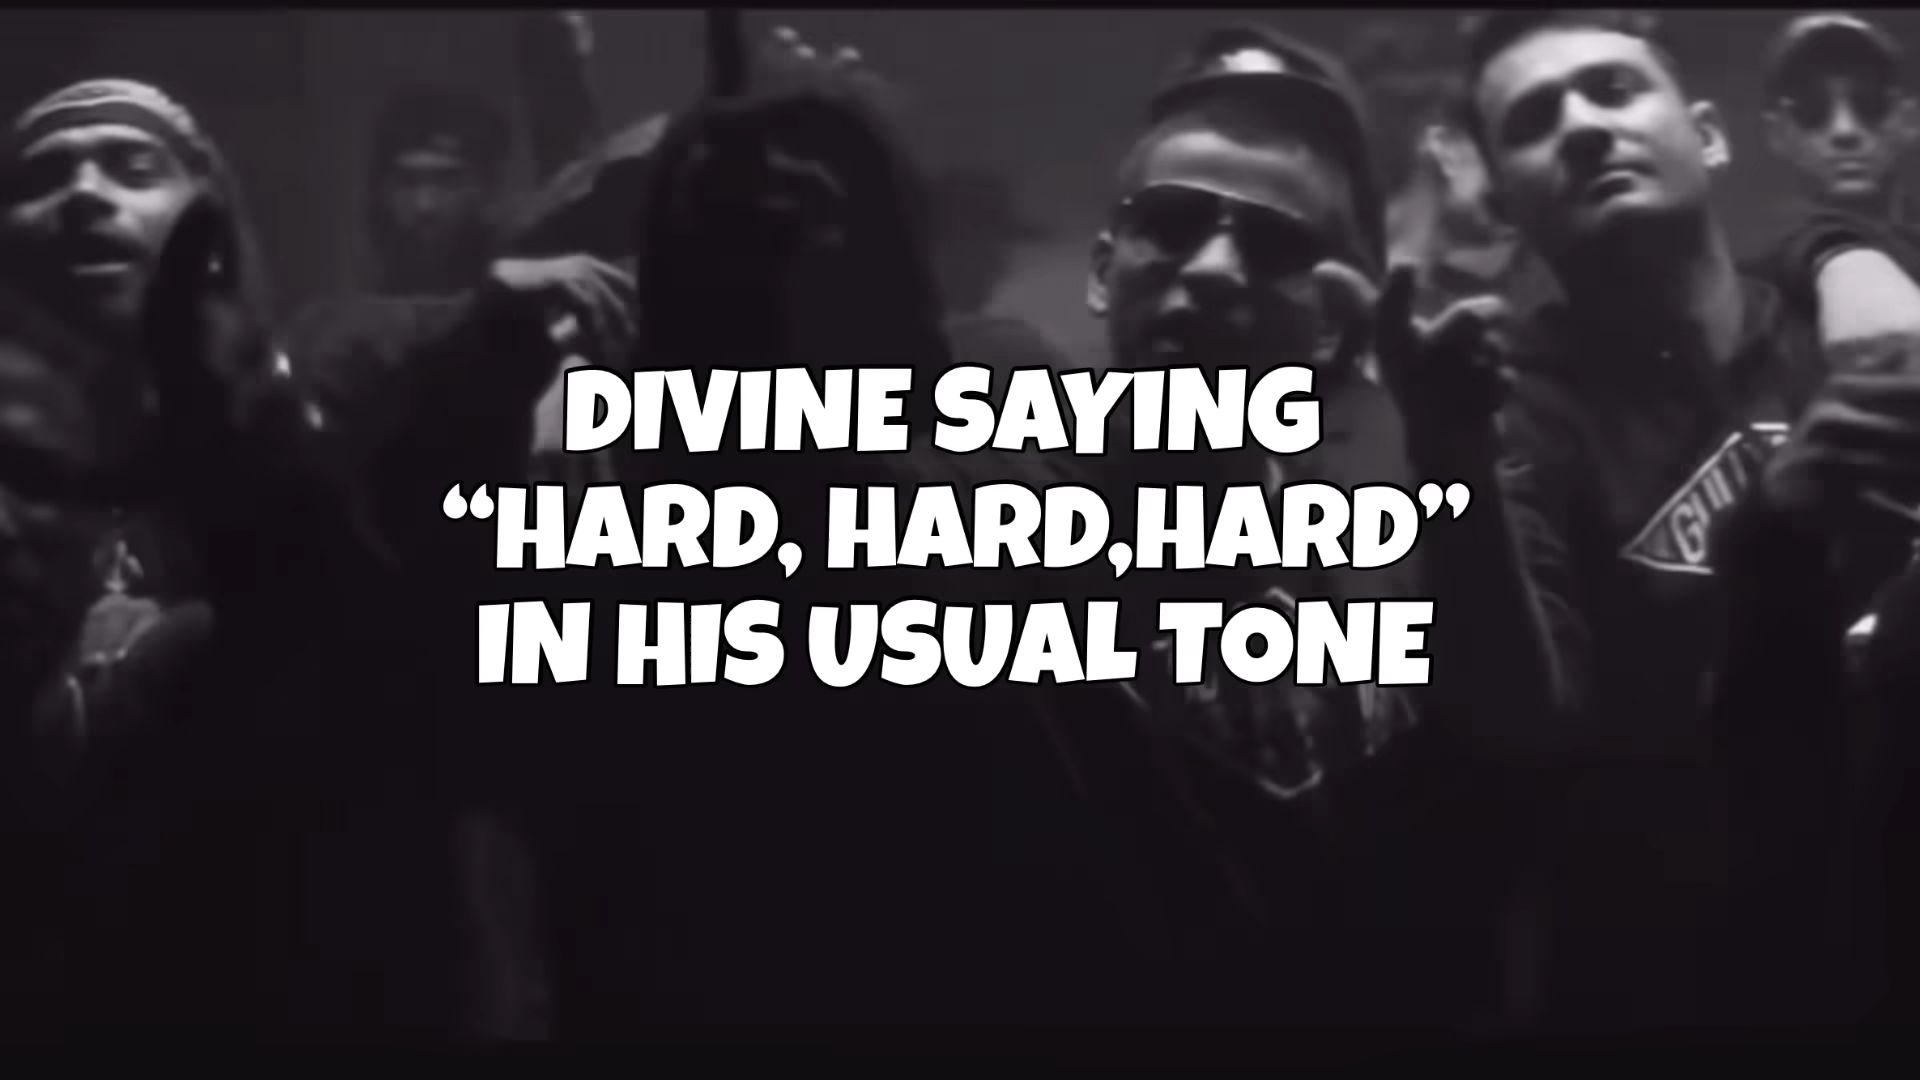 DIVINE SAYING
“HARD, HARD,HARD”
IN HIS USUAL TONE